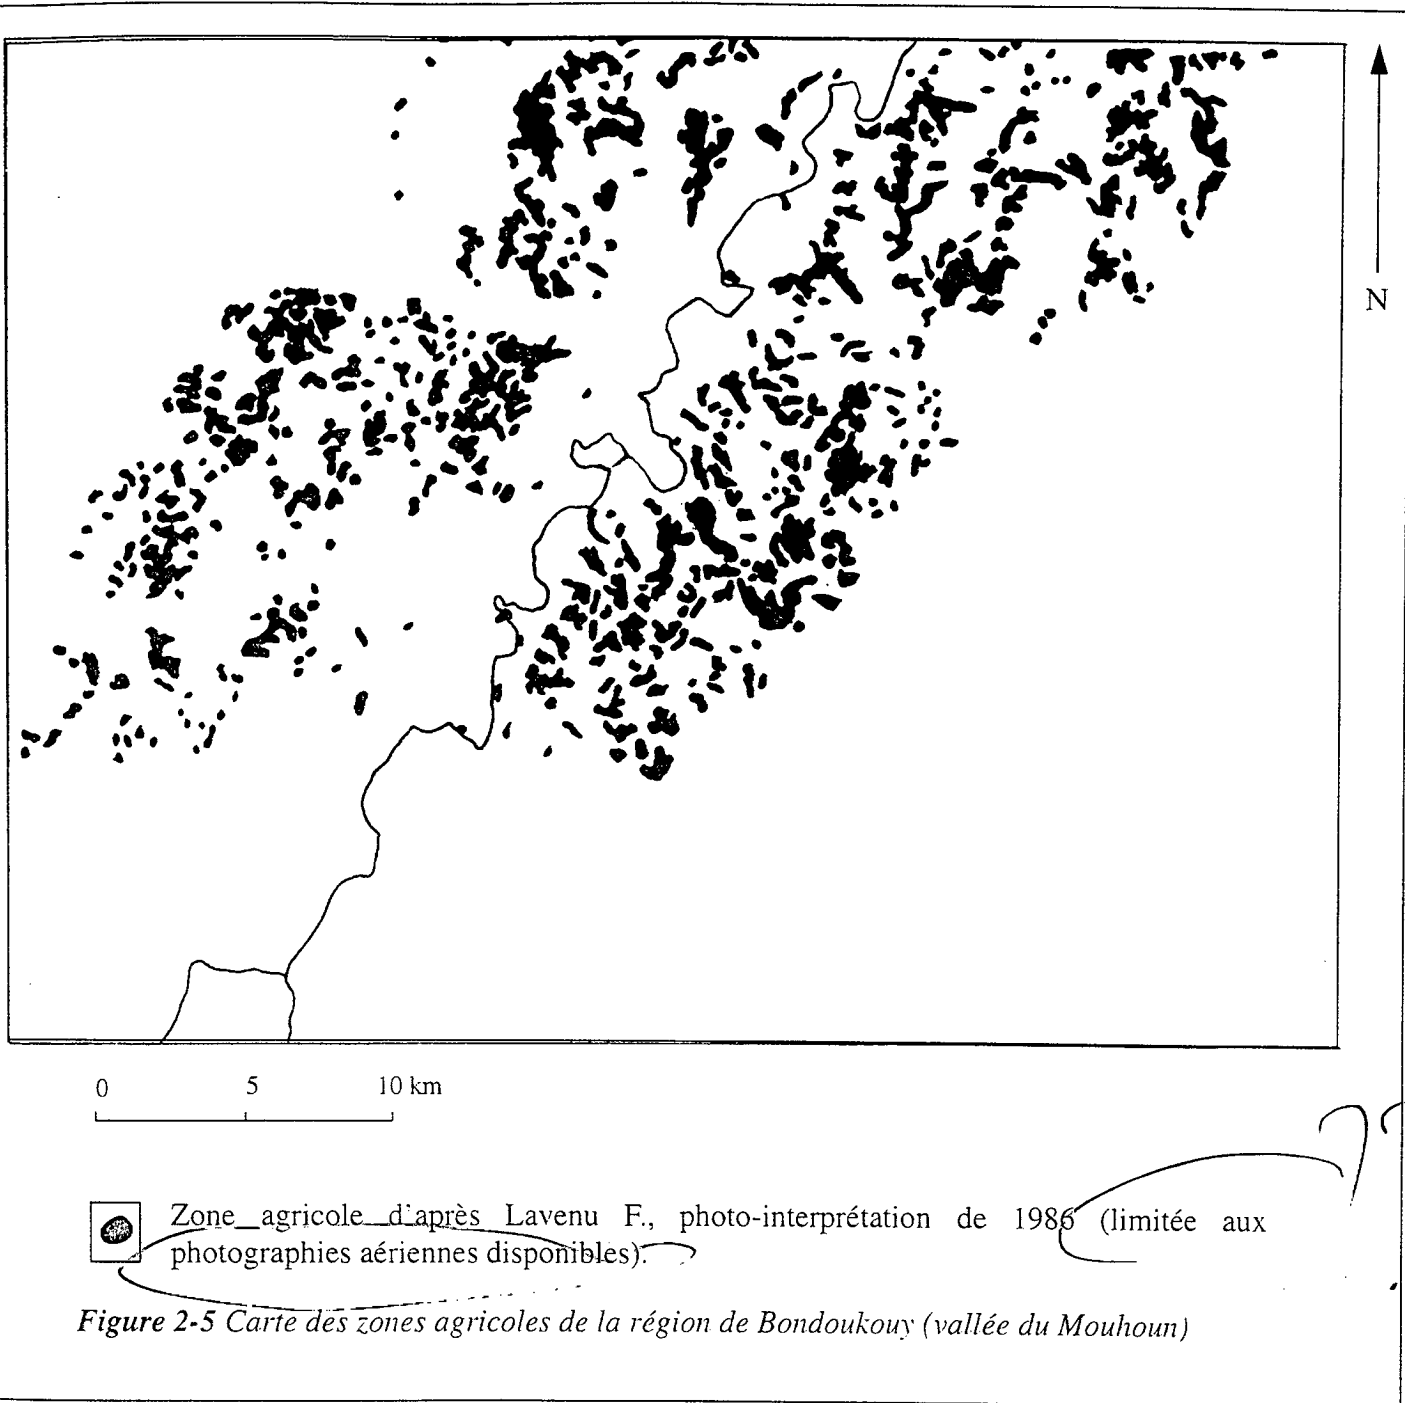 N
0 5 10 km
Zone agricole d'après Lavenu F., photo-interprétation de 1986 (limitée aux
photographies aériennes disponibles).
Figure 2-5 Carte des zones agricoles de la région de Bondoukouy (vallée du Mouhoun)